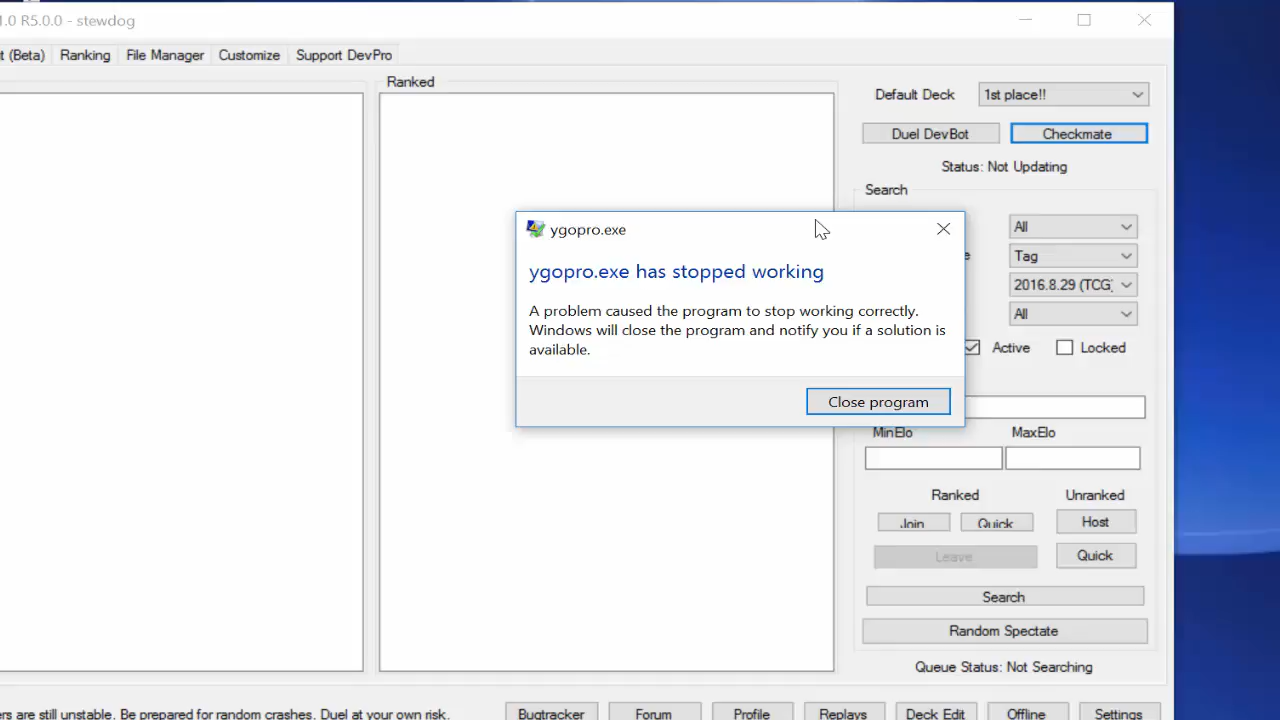 1.0 R5.0.0 - stewdog
t (Beta) Ranking File Manager Customize Support DevPro
Ranked
Default Deck 1st place!!
Duel DevBot Checkmate
Status: Not Updating
Search
All
e Tag
2016.8.29 (TCG)
All
Active Locked
ygopro.exe
ygopro.exe has stopped working
A problem caused the program to stop working correctly.
Windows will close the program and notify you if a solution is
available.
Close program
MinElo MaxElo
Ranked Unranked
Join Quick Host
Leave Quick
Search
Random Spectate
Queue Status: Not Searching
ers are still unstable. Be prepared for random crashes. Duel at your own risk.
Bugtracker Forum Profile Replays Deck Edit Offline Settings